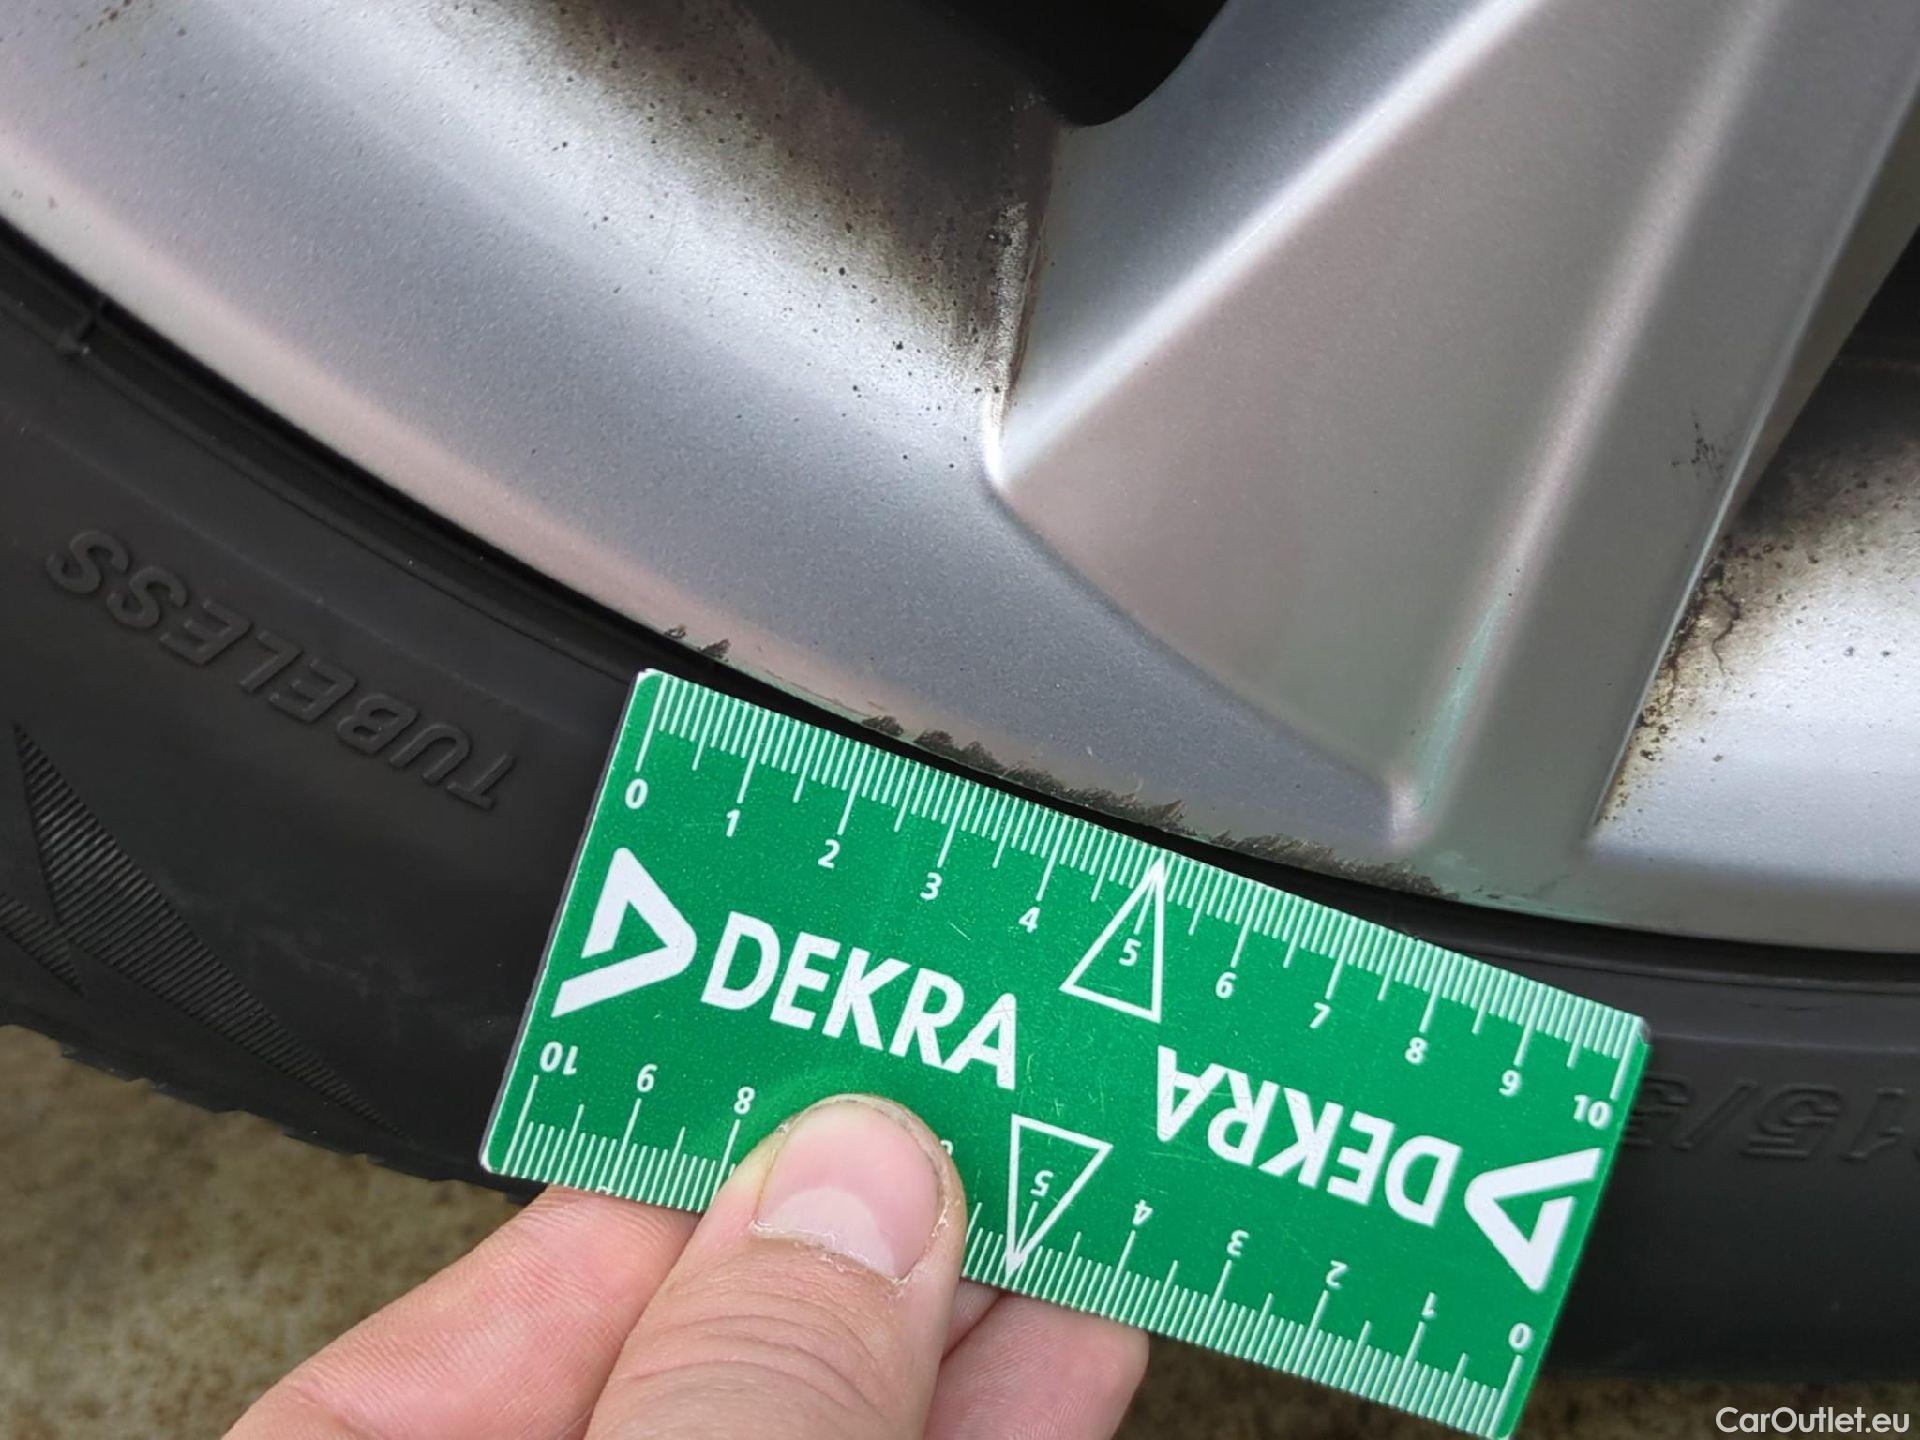 TUBELESS
0 1 2 3 4 5 6 7 8 9 10
DEKRA
DEKRA
10 9 8 5 4 3 2 1 0
CarOutlet.eu